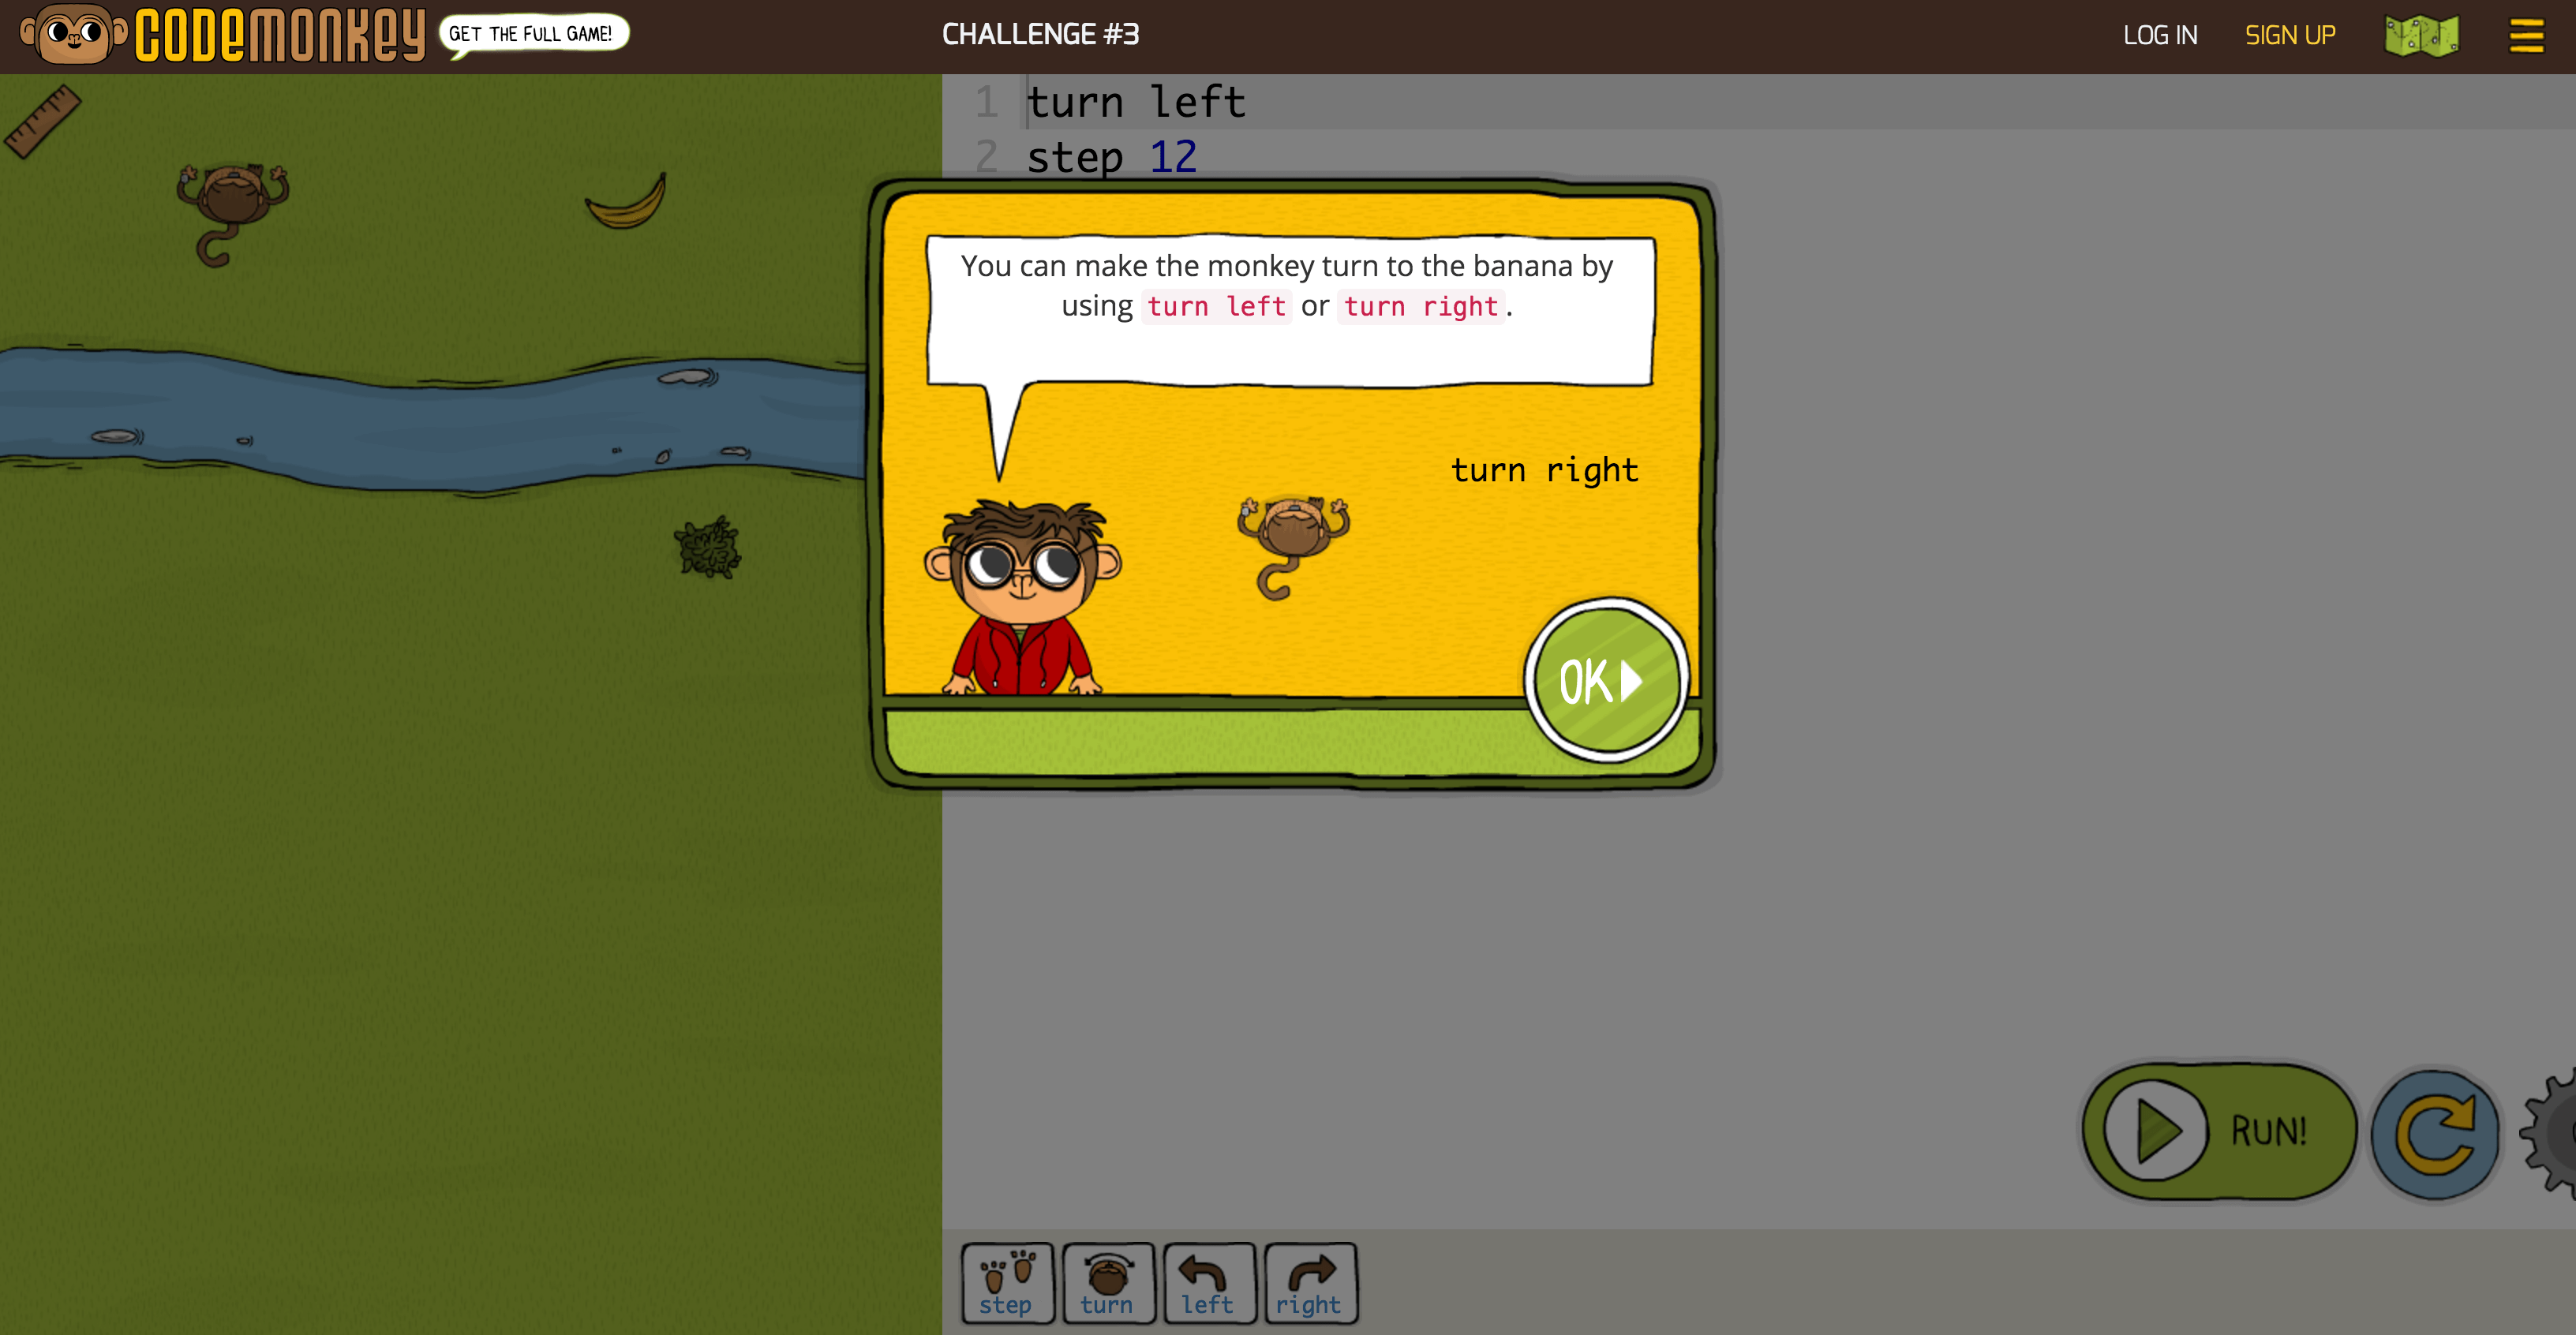 CODEMONKEY GET THE FULL GAME! CHALLENGE #3 LOG IN SIGN UP
1 turn left
2 step 12
You can make the monkey turn to the banana by
using turn left or turn right.
turn right
OK
RUN!
step turn left right